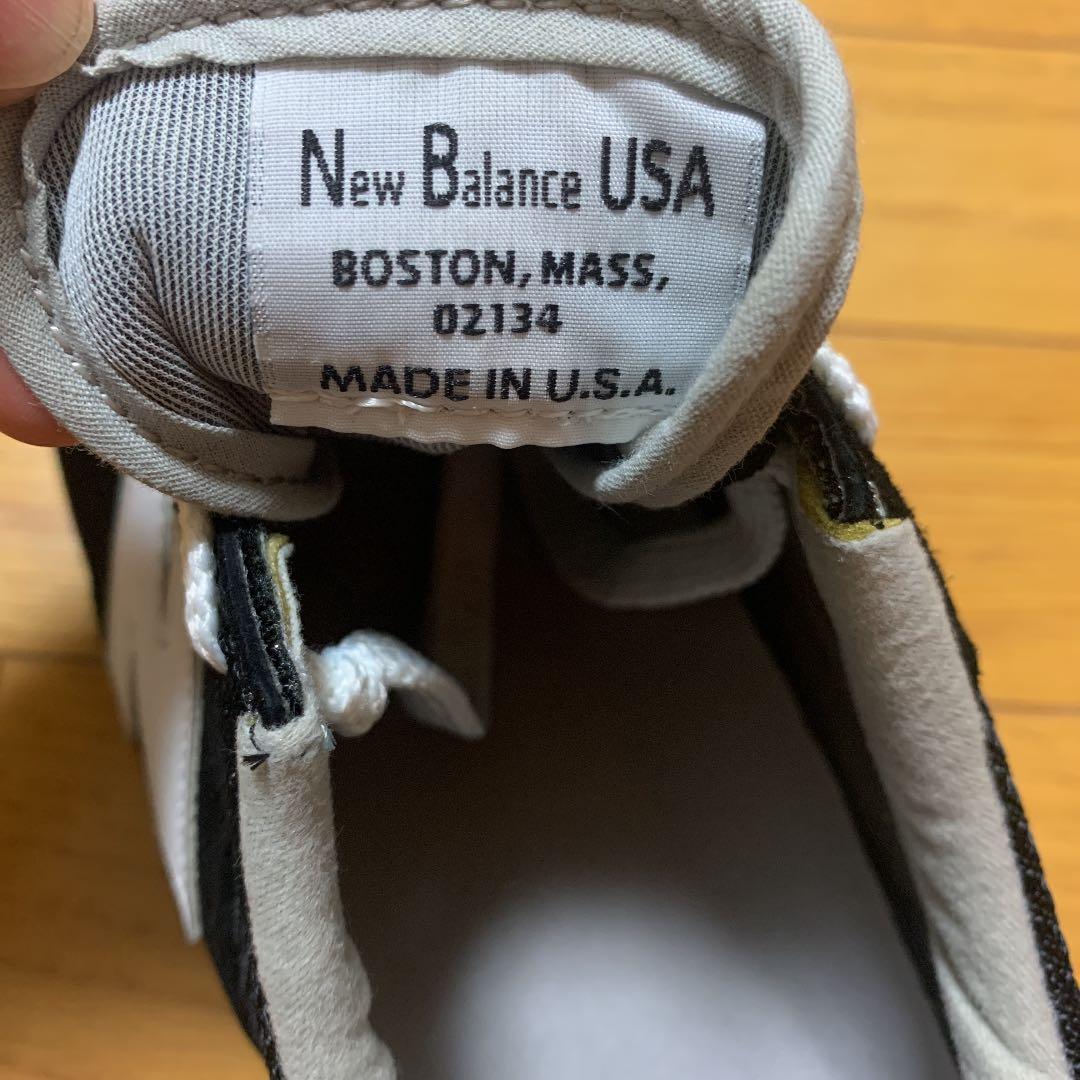 New Balance USA
BOSTON, MASS,
02134
MADE IN U.S.A.